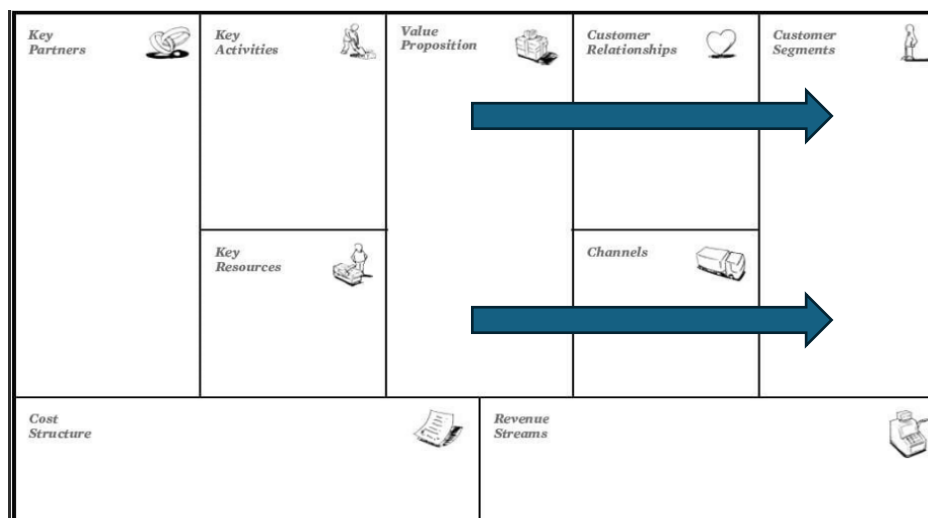 Key
Partners
Key
Activities
Value
Proposition
Customer
Relationships
Customer
Segments
Key
Resources
Channels
Cost
Structure
Revenue
Streams